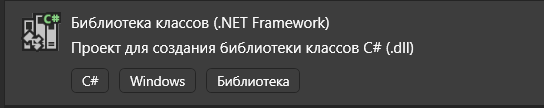 C#
Библиотека классов (.NET Framework)
Проект для создания библиотеки классов C# (.dll)
C# Windows Библиотека